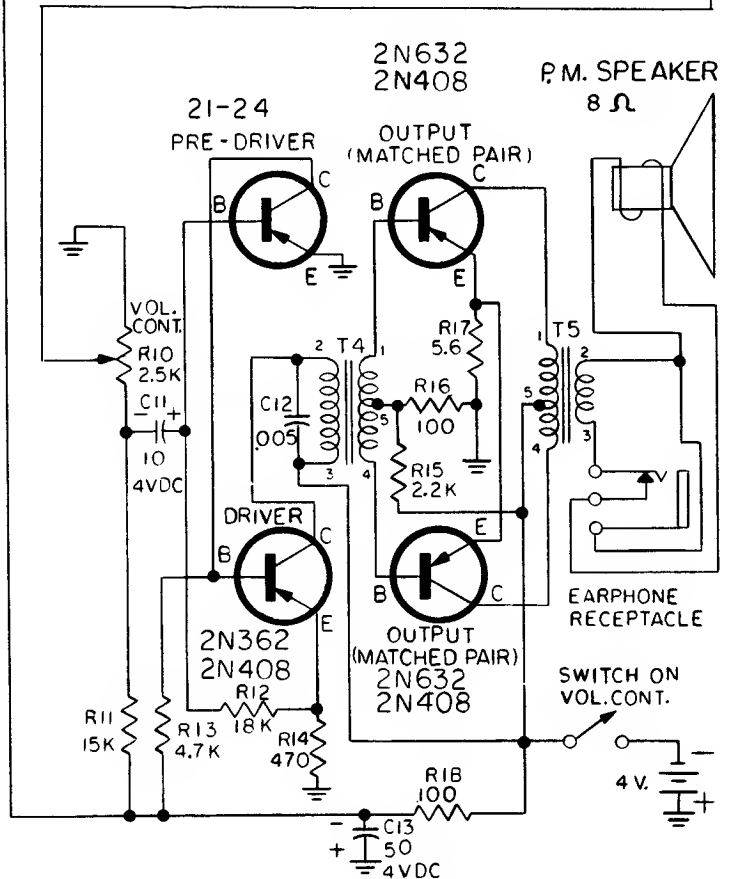 2N632
2N408
P.M. SPEAKER
8 Ω
21-24
PRE-DRIVER
OUTPUT
(MATCHED PAIR)
C
B
E
C
B
E
VOL.
CONT.
R10
2.5K
C11
- +
10
4VDC
C12
.005
2 T4 1
5
3 4
R17
5.6
R16
100
R15
2.2K
1 T5 2
5
4 3
DRIVER
C
B
E
2N362
2N408
E
B
C
OUTPUT
(MATCHED PAIR)
2N632
2N408
EARPHONE
RECEPTACLE
SWITCH ON
VOL. CONT.
R11
15K
R13
4.7K
R12
18K
R14
470
R18
100
4 V.
-
+
-
+
C13
50
4VDC